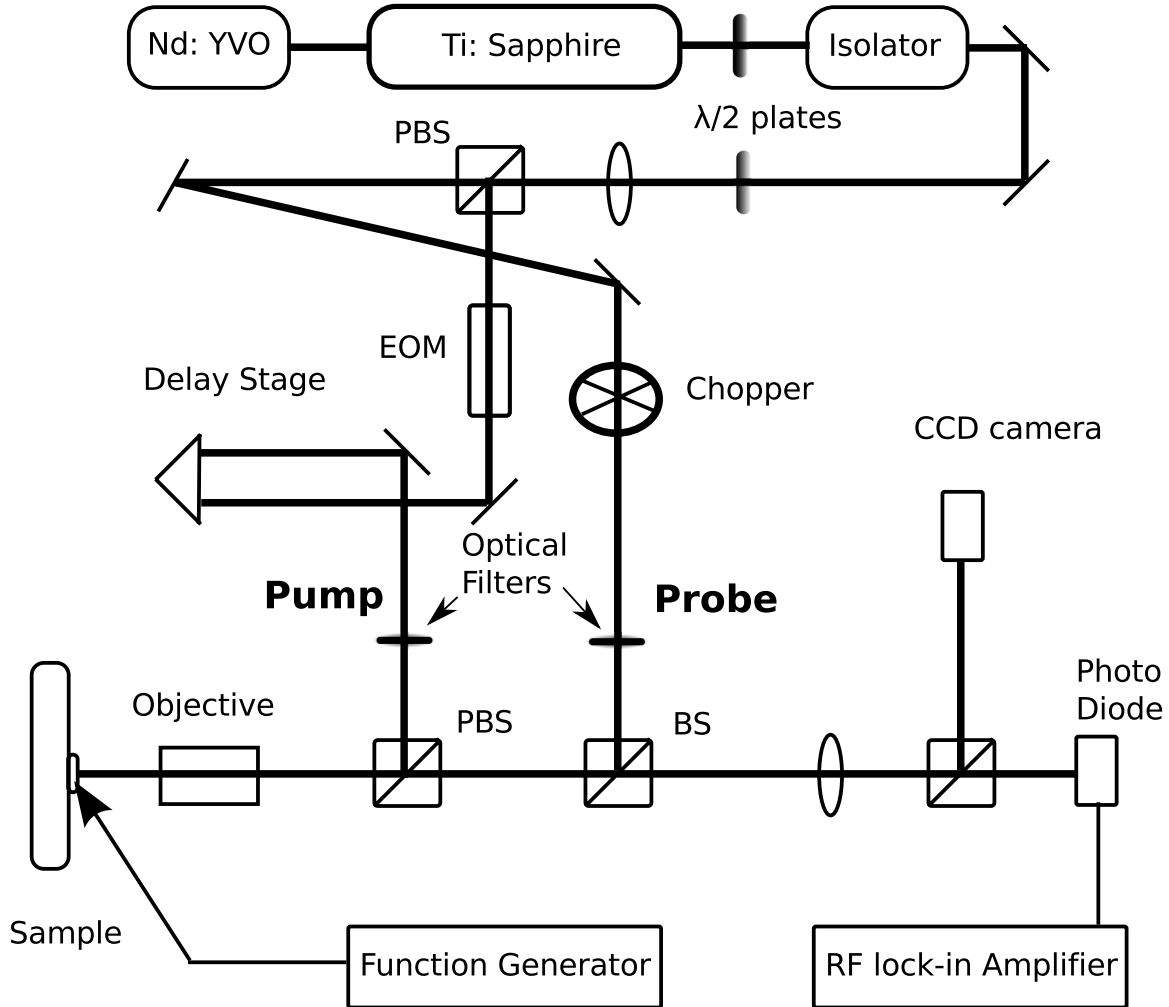 Nd: YVO
Ti: Sapphire
Isolator
λ/2 plates
PBS
EOM
Delay Stage
Chopper
CCD camera
Optical
Filters
Pump
Probe
Photo
Diode
Objective
PBS
BS
Sample
Function Generator
RF lock-in Amplifier